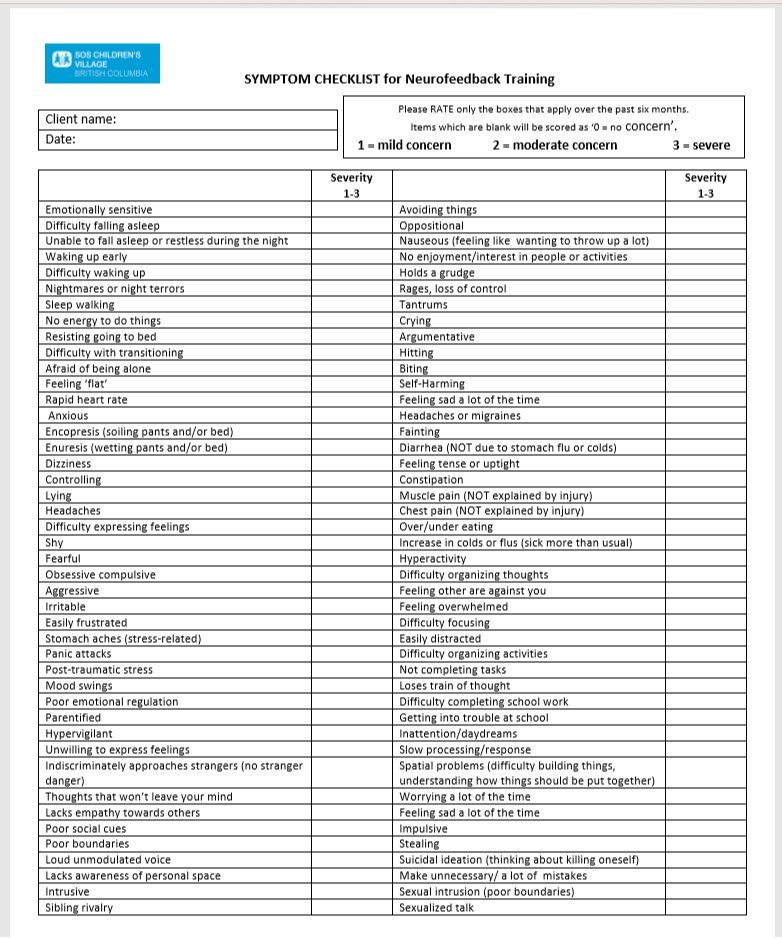 SOS CHILDREN'S
VILLAGE
BRITISH COLUMBIA
SYMPTOM CHECKLIST for Neurofeedback Training
Client name:
Date:
Please RATE only the boxes that apply over the past six months.
Items which are blank will be scored as '0 = no concern'.
1 = mild concern 2 = moderate concern 3 = severe
Severity
1-3
Severity
1-3
Emotionally sensitive Avoiding things
Difficulty falling asleep Oppositional
Unable to fall asleep or restless during the night Nauseous (feeling like wanting to throw up a lot)
Waking up early No enjoyment/interest in people or activities
Difficulty waking up Holds a grudge
Nightmares or night terrors Rages, loss of control
Sleep walking Tantrums
No energy to do things Crying
Resisting going to bed Argumentative
Difficulty with transitioning Hitting
Afraid of being alone Biting
Feeling 'flat' Self-Harming
Rapid heart rate Feeling sad a lot of the time
Anxious Headaches or migraines
Encopresis (soiling pants and/or bed) Fainting
Enuresis (wetting pants and/or bed) Diarrhea (NOT due to stomach flu or colds)
Dizziness Feeling tense or uptight
Controlling Constipation
Lying Muscle pain (NOT explained by injury)
Headaches Chest pain (NOT explained by injury)
Difficulty expressing feelings Over/under eating
Shy Increase in colds or flus (sick more than usual)
Fearful Hyperactivity
Obsessive compulsive Difficulty organizing thoughts
Aggressive Feeling other are against you
Irritable Feeling overwhelmed
Easily frustrated Difficulty focusing
Stomach aches (stress-related) Easily distracted
Panic attacks Difficulty organizing activities
Post-traumatic stress Not completing tasks
Mood swings Loses train of thought
Poor emotional regulation Difficulty completing school work
Parentified Getting into trouble at school
Hypervigilant Inattention/daydreams
Unwilling to express feelings Slow processing/response
Indiscriminately approaches strangers (no stranger Spatial problems (difficulty building things,
danger) understanding how things should be put together)
Thoughts that won't leave your mind Worrying a lot of the time
Lacks empathy towards others Feeling sad a lot of the time
Poor social cues Impulsive
Poor boundaries Stealing
Loud unmodulated voice Suicidal ideation (thinking about killing oneself)
Lacks awareness of personal space Make unnecessary/ a lot of mistakes
Intrusive Sexual intrusion (poor boundaries)
Sibling rivalry Sexualized talk